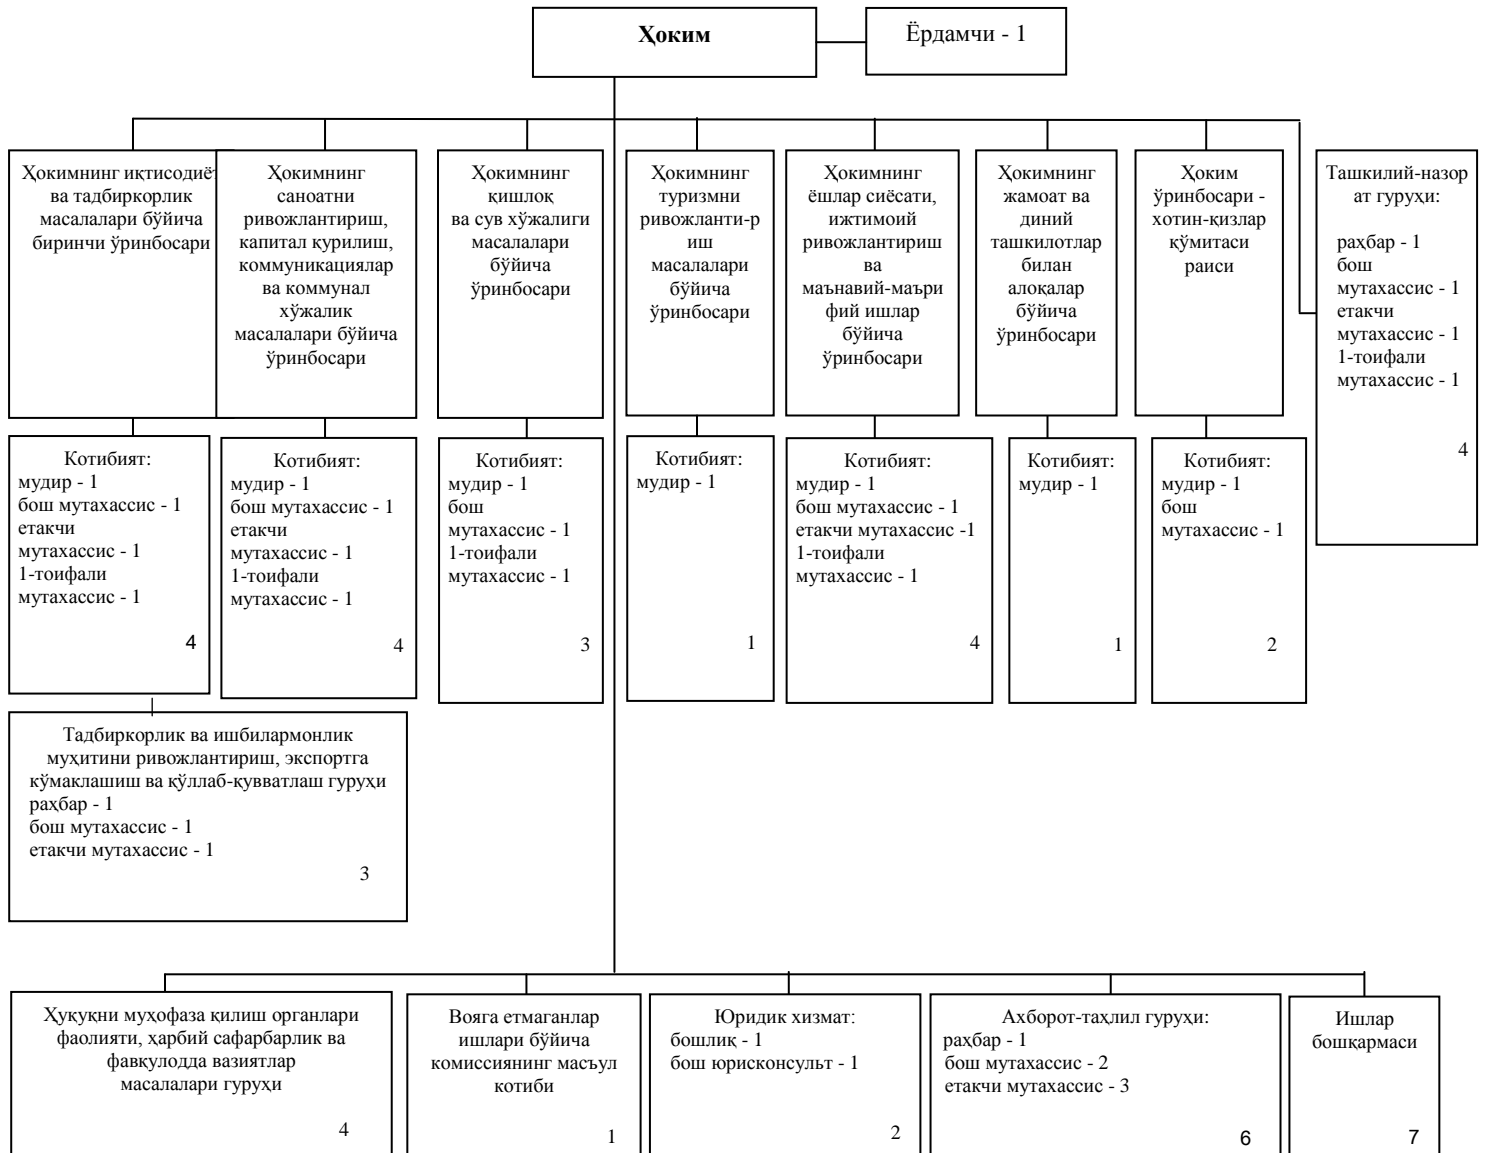 Ҳоким
Ёрдамчи - 1
Ҳокимнинг иқтисодиёт
ва тадбиркорлик
масалалари бўйича
биринчи ўринбосари
Ҳокимнинг
саноатни
ривожлантириш,
капитал қурилиш,
коммуникациялар
ва коммунал
хўжалик
масалалари бўйича
ўринбосари
Ҳокимнинг
қишлоқ
ва сув хўжалиги
масалалари
бўйича
ўринбосари
Ҳокимнинг
туризмни
ривожланти-р
иш
масалалари
бўйича
ўринбосари
Ҳокимнинг
ёшлар сиёсати,
ижтимоий
ривожлантириш
ва
маънавий-маъри
фий ишлар
бўйича
ўринбосари
Ҳокимнинг
жамоат ва
диний
ташкилотлар
билан
алоқалар
бўйича
ўринбосари
Ҳоким
ўринбосари -
хотин-қизлар
қўмитаси
раиси
Ташкилий-назор
ат гуруҳи:
раҳбар - 1
бош
мутахассис - 1
етакчи
мутахассис - 1
1-тоифали
мутахассис - 1
4
Котибият:
мудир - 1
бош мутахассис - 1
етакчи
мутахассис - 1
1-тоифали
мутахассис - 1
4
Котибият:
мудир - 1
бош мутахассис - 1
етакчи
мутахассис - 1
1-тоифали
мутахассис - 1
4
Котибият:
мудир - 1
бош
мутахассис - 1
1-тоифали
мутахассис - 1
3
Котибият:
мудир - 1
1
Котибият:
мудир - 1
бош мутахассис - 1
етакчи мутахассис -1
1-тоифали
мутахассис - 1
4
Котибият:
мудир - 1
1
Котибият:
мудир - 1
бош
мутахассис - 1
2
Тадбиркорлик ва ишбилармонлик
муҳитини ривожлантириш, экспортга
кўмаклашиш ва қўллаб-қувватлаш гуруҳи
раҳбар - 1
бош мутахассис - 1
етакчи мутахассис - 1
3
Ҳуқуқни муҳофаза қилиш органлари
фаолияти, ҳарбий сафарбарлик ва
фавқулодда вазиятлар
масалалари гуруҳи
4
Вояга етмаганлар
ишлари бўйича
комиссиянинг масъул
котиби
1
Юридик хизмат:
бошлиқ - 1
бош юрисконсульт - 1
2
Ахборот-таҳлил гуруҳи:
раҳбар - 1
бош мутахассис - 2
етакчи мутахассис - 3
6
Ишлар
бошқармаси
7